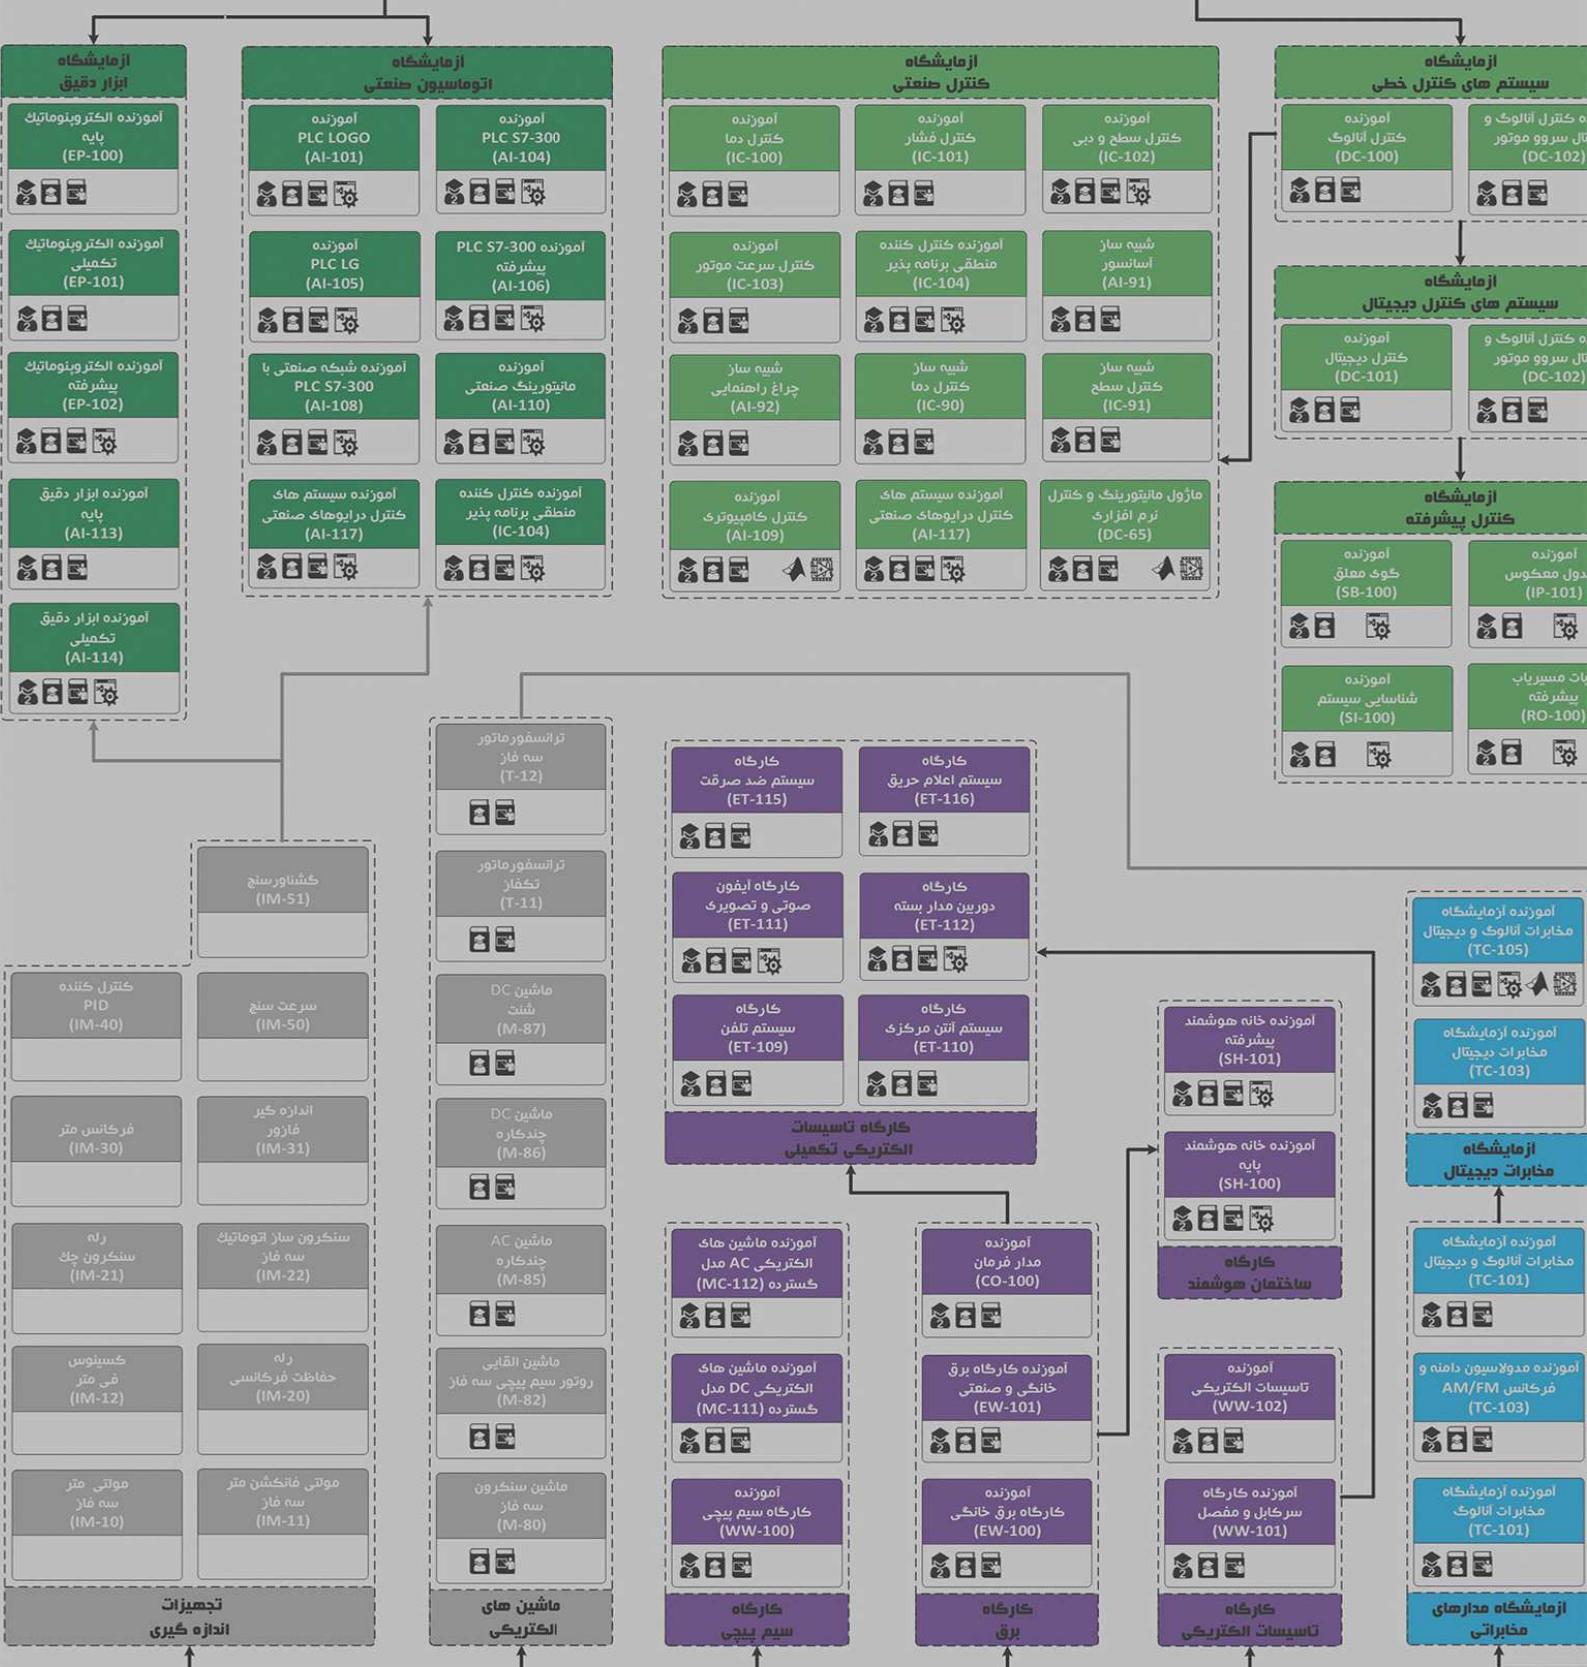 آزمایشگاه
ابزار دقیق
آموزنده الکتروپنوماتیک
پایه
(EP-100)
آموزنده الکتروپنوماتیک
تکمیلی
(EP-101)
آموزنده الکتروپنوماتیک
پیشرفته
(EP-102)
آموزنده ابزار دقیق
پایه
(AI-113)
آموزنده ابزار دقیق
تکمیلی
(AI-114)
آزمایشگاه
اتوماسیون صنعتی
آموزنده
PLC S7-300
(AI-104)
آموزنده
PLC LOGO
(AI-101)
آموزنده PLC S7-300
پیشرفته
(AI-106)
آموزنده
PLC LG
(AI-105)
آموزنده
مانیتورینگ صنعتی
(AI-110)
آموزنده شبکه صنعتی با
PLC S7-300
(AI-108)
آموزنده کنترل کننده
منطقی برنامه پذیر
(IC-104)
آموزنده سیستم های
کنترل درایوهای صنعتی
(AI-117)
آزمایشگاه
کنترل صنعتی
آموزنده
کنترل سطح و دبی
(IC-102)
آموزنده
کنترل فشار
(IC-101)
آموزنده
کنترل دما
(IC-100)
شبیه ساز
آسانسور
(AI-91)
آموزنده کنترل کننده
منطقی برنامه پذیر
(IC-104)
آموزنده
کنترل سرعت موتور
(IC-103)
شبیه ساز
کنترل سطح
(IC-91)
شبیه ساز
کنترل دما
(IC-90)
شبیه ساز
چراغ راهنمایی
(AI-92)
ماژول مانیتورینگ و کنترل
نرم افزاری
(DC-65)
آموزنده سیستم های
کنترل درایوهای صنعتی
(AI-117)
آموزنده
کنترل کامپیوتری
(AI-109)
آزمایشگاه
سیستم های کنترل خطی
کنترل آنالوگ و
سروو موتور
(DC-102)
آموزنده
کنترل آنالوگ
(DC-100)
آزمایشگاه
سیستم های کنترل دیجیتال
کنترل آنالوگ و
سروو موتور
(DC-102)
آموزنده
کنترل دیجیتال
(DC-101)
آزمایشگاه
کنترل پیشرفته
آموزنده
معکوس
(IP-101)
آموزنده
گوی معلق
(SB-100)
مسیریاب
پیشرفته
(RO-100)
آموزنده
شناسایی سیستم
(SI-100)
گشتاورسنج
(IM-51)
سرعت سنج
(IM-50)
کنترل کننده
PID
(IM-40)
اندازه گیر
فازور
(IM-31)
فرکانس متر
(IM-30)
سنکرون ساز اتوماتیک
سه فاز
(IM-22)
رله
سنکرون چک
(IM-21)
رله
حفاظت فرکانسی
(IM-20)
کسینوس
فی متر
(IM-12)
مولتی فانکشن متر
سه فاز
(IM-11)
مولتی متر
سه فاز
(IM-10)
تجهیزات
اندازه گیری
ترانسفورماتور
سه فاز
(T-12)
ترانسفورماتور
تکفاز
(T-11)
ماشین DC
شنت
(M-87)
ماشین DC
چندکاره
(M-86)
ماشین AC
چندکاره
(M-85)
ماشین القایی
روتور سیم پیچی سه فاز
(M-82)
ماشین سنکرون
سه فاز
(M-80)
ماشین های
الکتریکی
کارگاه
سیستم اعلام حریق
(ET-116)
کارگاه
سیستم ضد صرقت
(ET-115)
کارگاه
دوربین مدار بسته
(ET-112)
کارگاه آیفون
صوتی و تصویری
(ET-111)
کارگاه
سیستم آنتن مرکزی
(ET-110)
کارگاه
سیستم تلفن
(ET-109)
کارگاه تاسیسات
الکتریکی تکمیلی
آموزنده ماشین های
الکتریکی AC مدل
گسترده (MC-112)
آموزنده ماشین های
الکتریکی DC مدل
گسترده (MC-111)
آموزنده
کارگاه سیم پیچی
(WW-100)
کارگاه
سیم پیچی
آموزنده
مدار فرمان
(CO-100)
آموزنده کارگاه برق
خانگی و صنعتی
(EW-101)
آموزنده
کارگاه برق خانگی
(EW-100)
کارگاه
برق
آموزنده خانه هوشمند
پیشرفته
(SH-101)
آموزنده خانه هوشمند
پایه
(SH-100)
کارگاه
ساختمان هوشمند
آموزنده
تاسیسات الکتریکی
(WW-102)
آموزنده کارگاه
سرکابل و مفصل
(WW-101)
کارگاه
تاسیسات الکتریکی
آموزنده آزمایشگاه
مخابرات آنالوگ و دیجیتال
(TC-105)
آموزنده آزمایشگاه
مخابرات دیجیتال
(TC-103)
آزمایشگاه
مخابرات دیجیتال
آموزنده آزمایشگاه
مخابرات آنالوگ و دیجیتال
(TC-101)
آموزنده مدولاسیون دامنه و
فرکانس AM/FM
(TC-103)
آموزنده آزمایشگاه
مخابرات آنالوگ
(TC-101)
آزمایشگاه مدارهای
مخابراتی